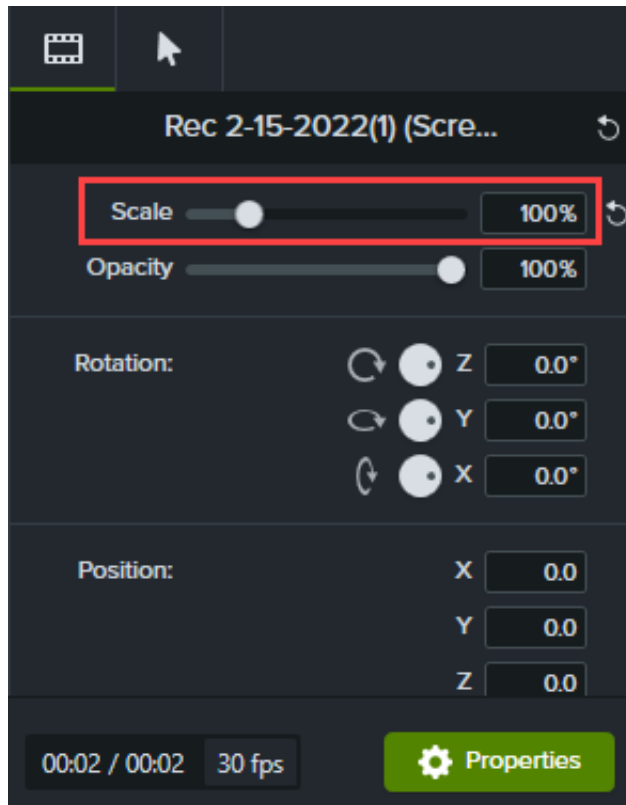 Rec 2-15-2022(1) (Scre...
Scale 100%
Opacity 100%
Rotation: Z 0.0°
Y 0.0°
X 0.0°
Position: X 0.0
Y 0.0
Z 0.0
00:02 / 00:02 30 fps Properties